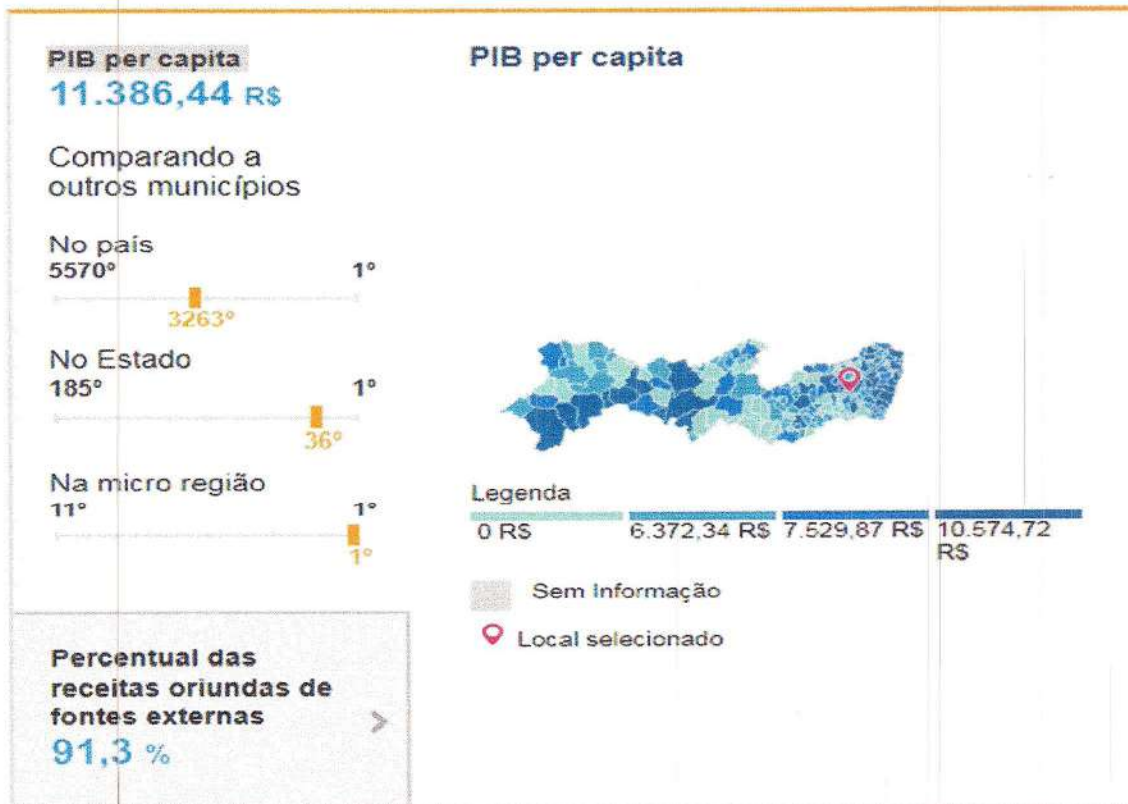 PIB per capita
11.386,44 R$
Comparando a
outros municípios
No país
5570° 1°
3263°
No Estado
185° 1°
36°
Na micro região
11° 1°
1°
Percentual das
receitas oriundas de
fontes externas
91,3 %
>
PIB per capita
Legenda
0 R$ 6.372,34 R$ 7.529,87 R$ 10.574,72
R$
Sem Informação
Local selecionado